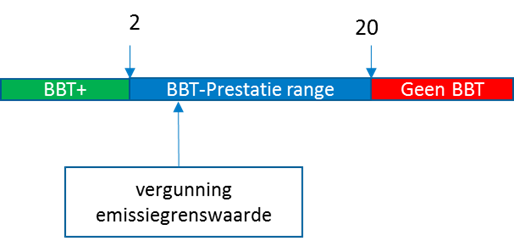 2
20
BBT+
BBT-Prestatie range
Geen BBT
vergunning
emissiegrenswaarde